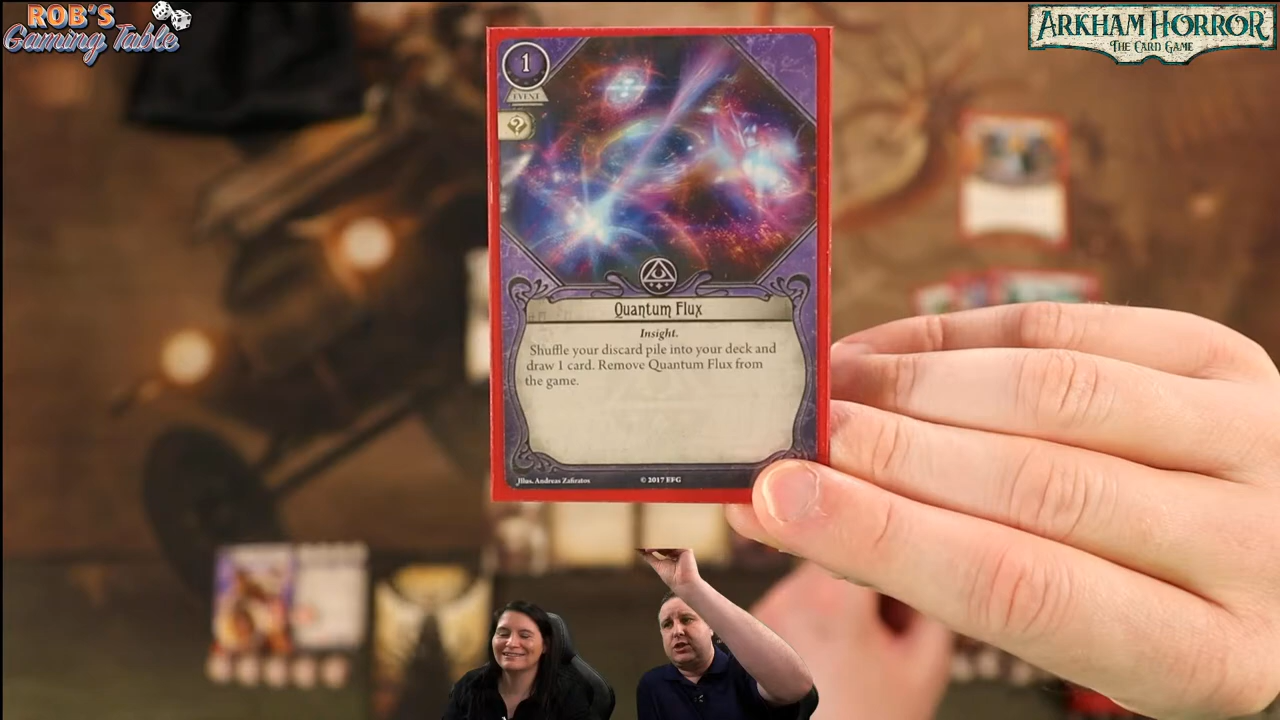 ROB'S
Gaming Table
ARKHAM HORROR
THE CARD GAME
1
EVENT
Quantum Flux
Insight.
Shuffle your discard pile into your deck and
draw 1 card. Remove Quantum Flux from
the game.
Illus. Andreas Zafiratos
© 2017 FFG